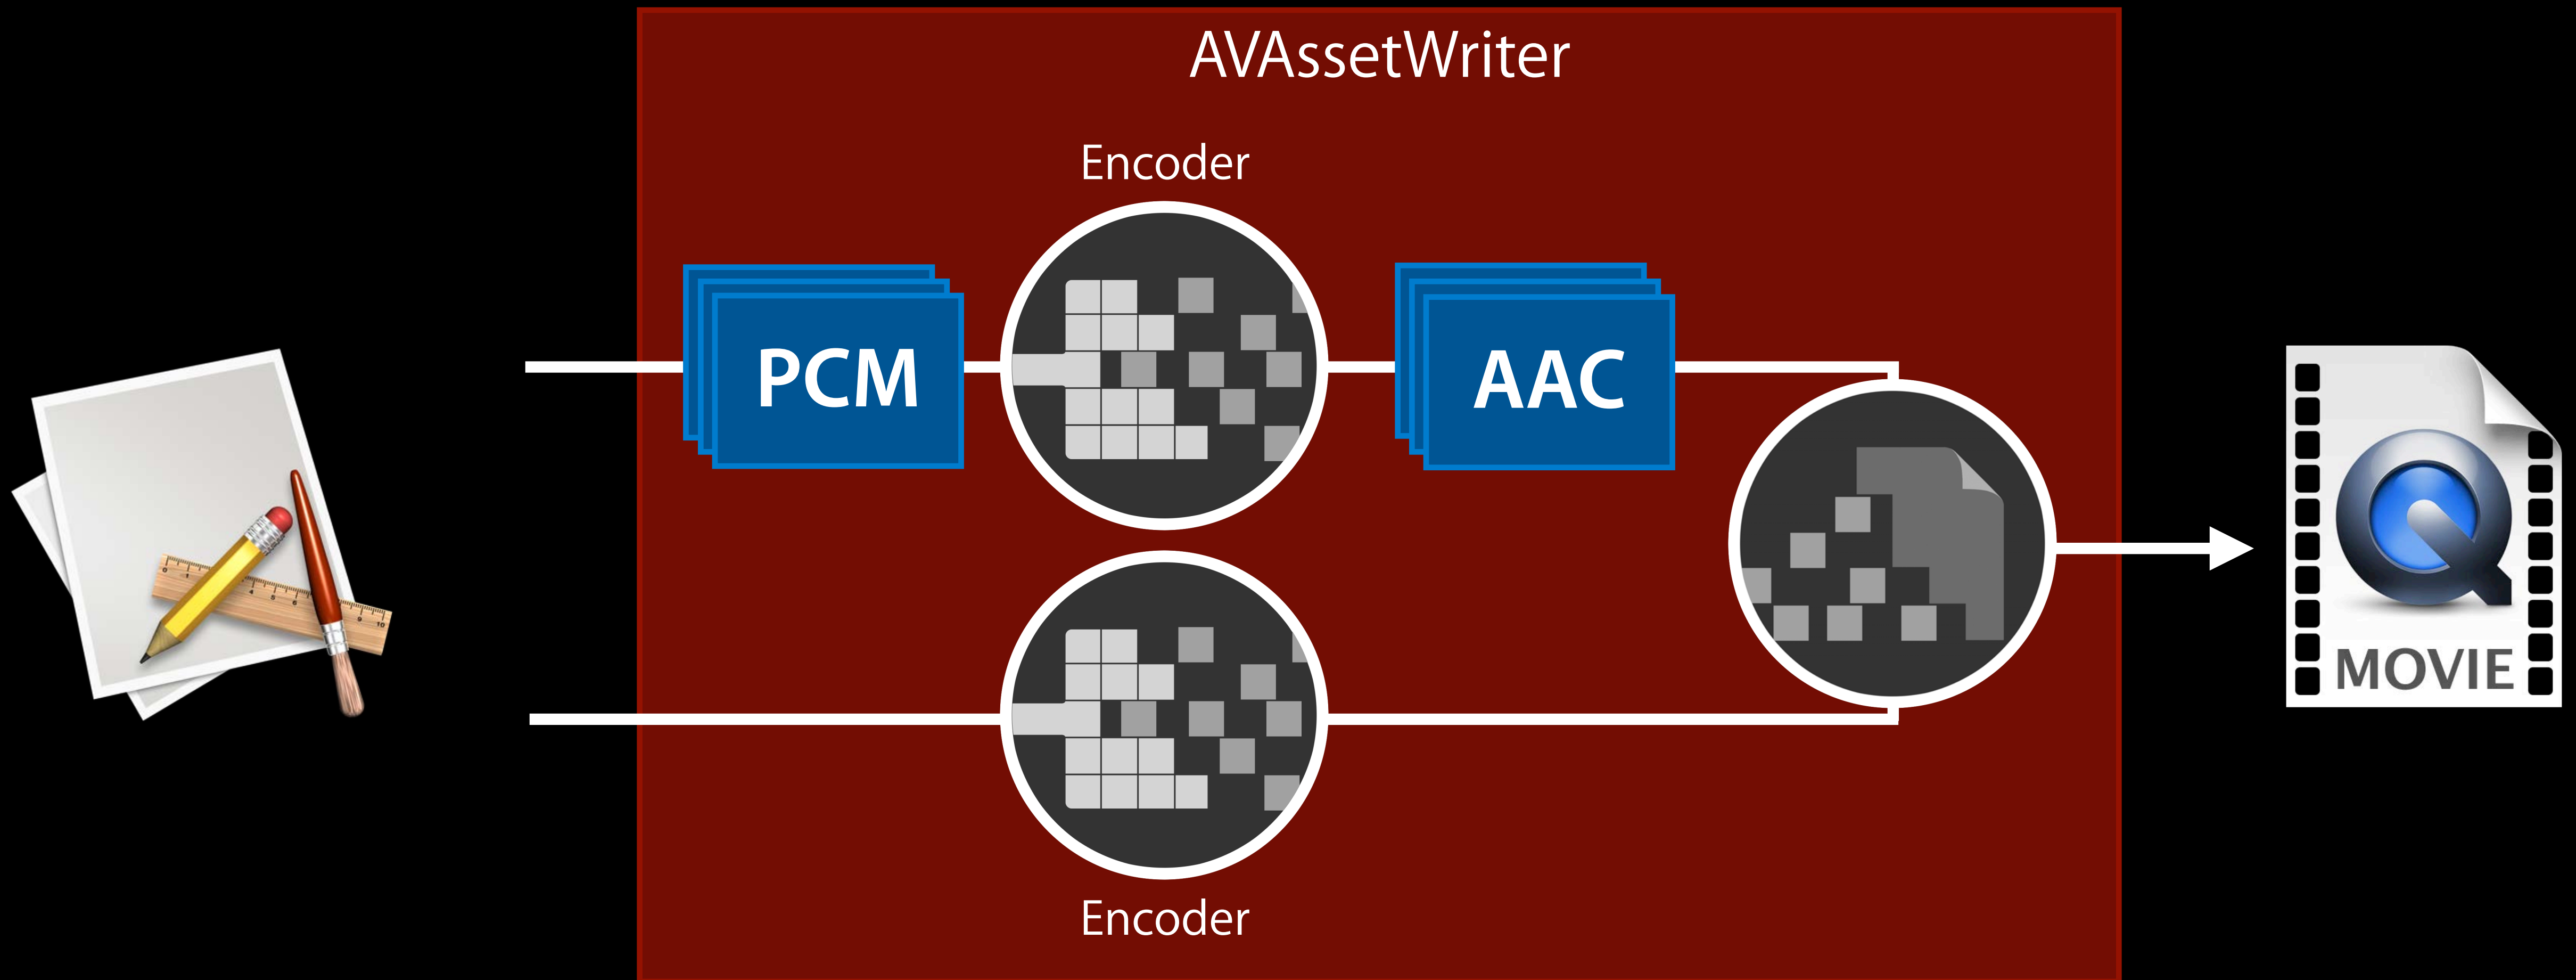 AVAssetWriter
Encoder
PCM
AAC
MOVIE
Encoder